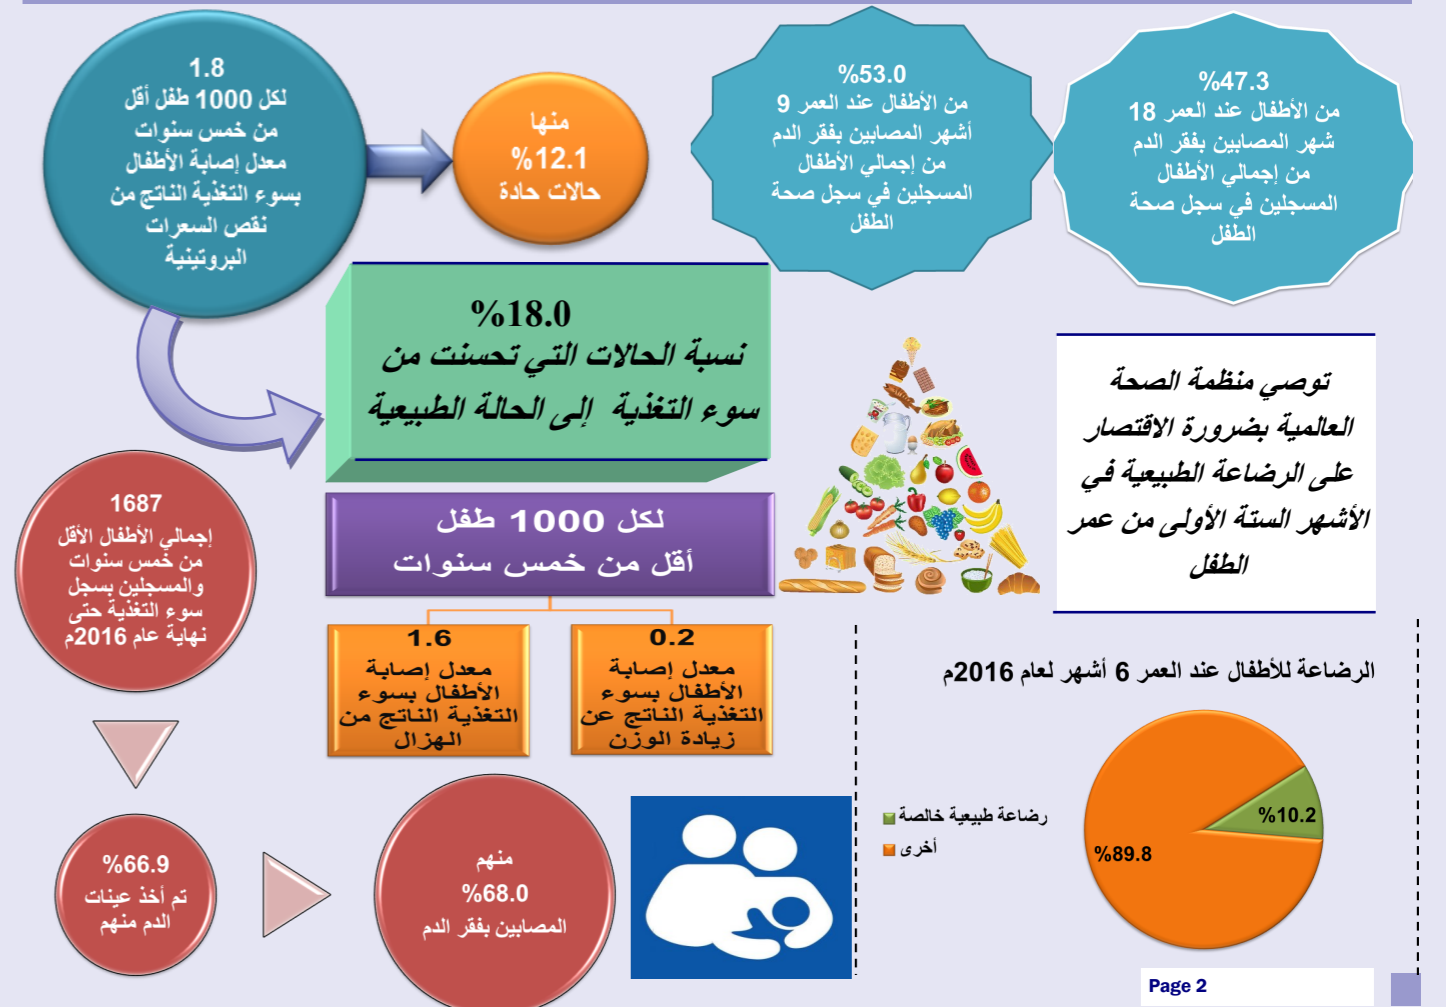 1.8
لكل 1000 طفل أقل
من خمس سنوات
معدل إصابة الأطفال
بسوء التغذية الناتج من
نقص السعرات
البروتينية
منها
%12.1
حالات حادة
%53.0
من الأطفال عند العمر 9
أشهر المصابين بفقر الدم
من إجمالي الأطفال
المسجلين في سجل صحة
الطفل
%47.3
من الأطفال عند العمر 18
شهر المصابين بفقر الدم
من إجمالي الأطفال
المسجلين في سجل صحة
الطفل
%18.0
نسبة الحالات التي تحسنت من
سوء التغذية إلى الحالة الطبيعية
توصي منظمة الصحة
العالمية بضرورة الاقتصار
على الرضاعة الطبيعية في
الأشهر الستة الأولى من عمر
الطفل
1687
إجمالي الأطفال الأقل
من خمس سنوات
والمسجلين بسجل
سوء التغذية حتى
نهاية عام 2016م
لكل 1000 طفل
أقل من خمس سنوات
1.6
معدل إصابة
الأطفال بسوء
التغذية الناتج من
الهزال
0.2
معدل إصابة
الأطفال بسوء
التغذية الناتج عن
زيادة الوزن
%66.9
تم أخذ عينات
الدم منهم
منهم
%68.0
المصابين بفقر الدم
الرضاعة للأطفال عند العمر 6 أشهر لعام 2016م
رضاعة طبيعية خالصة
أخرى
%10.2
%89.8
Page 2